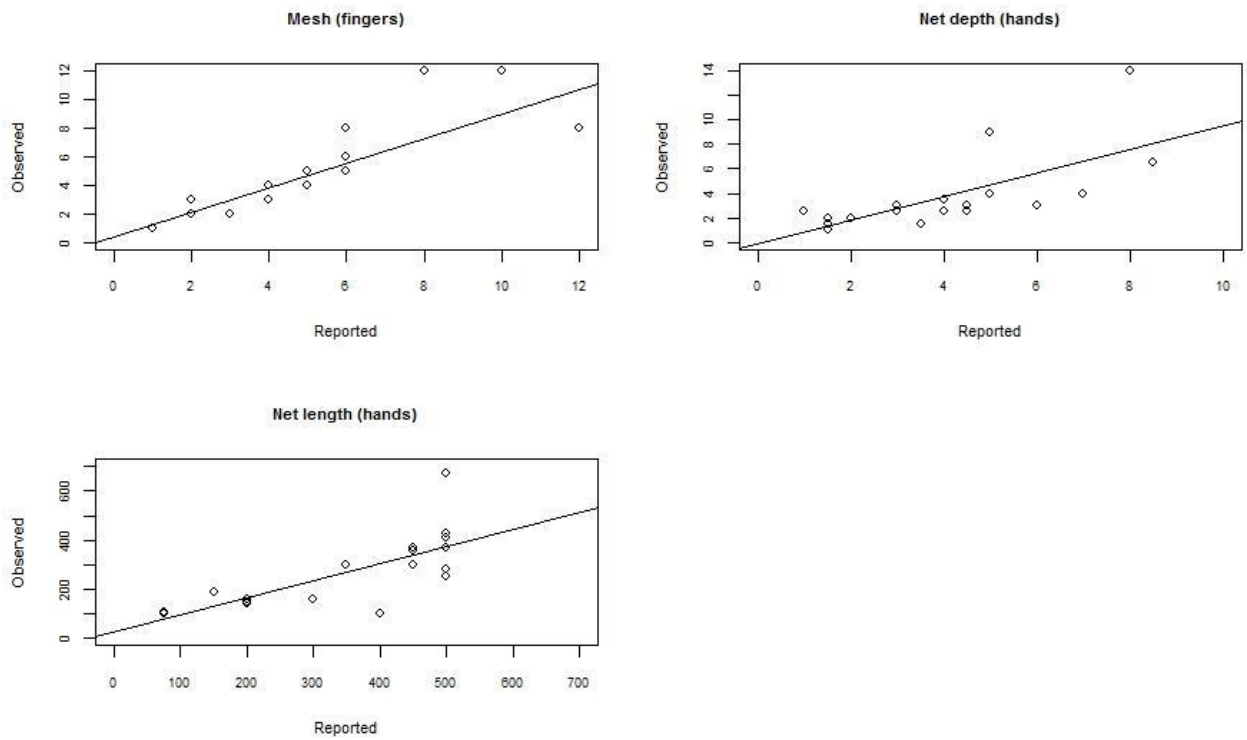 Mesh (fingers)
Observed
0 2 4 6 8 10 12
0 2 4 6 8 10 12
Reported
Net depth (hands)
Observed
0 2 4 6 8 10 14
0 2 4 6 8 10
Reported
Net length (hands)
Observed
0 200 400 600
0 100 200 300 400 500 600 700
Reported